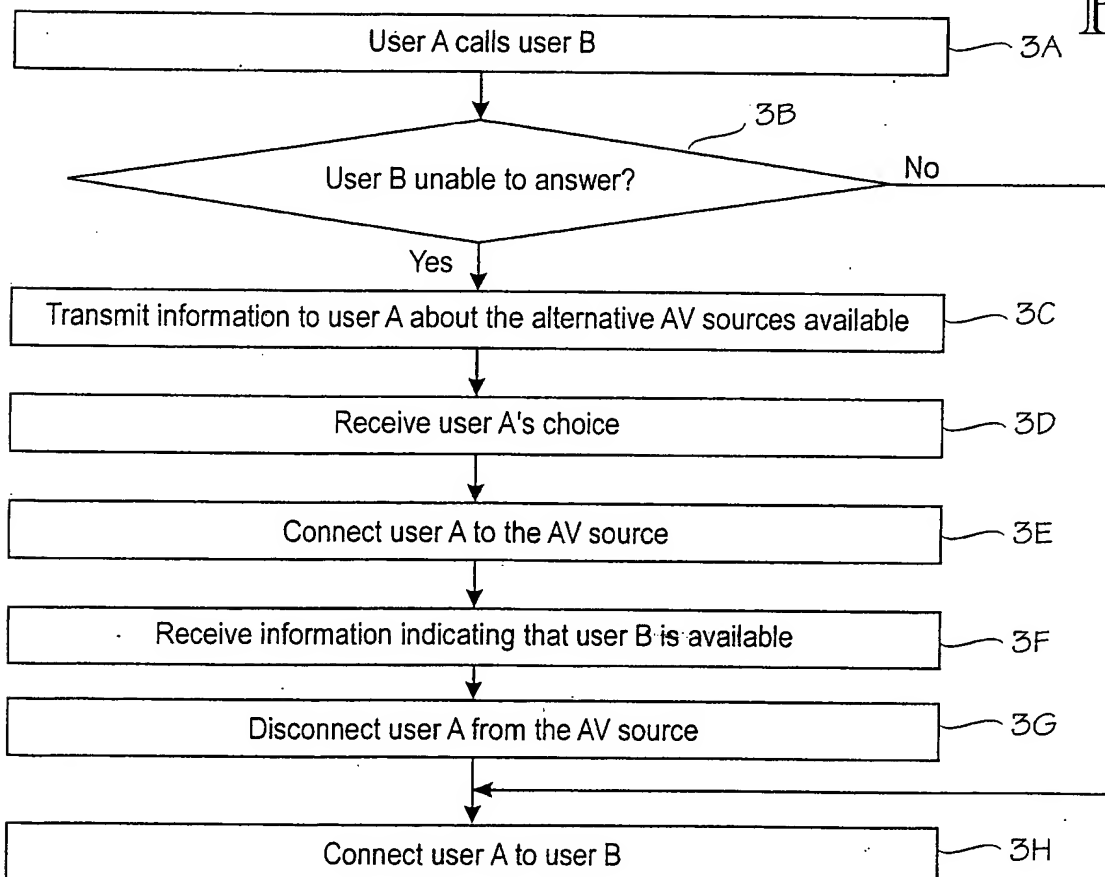 User A calls user B
3A
3B
User B unable to answer?
No
Yes
Transmit information to user A about the alternative AV sources available
3C
Receive user A's choice
3D
Connect user A to the AV source
3E
Receive information indicating that user B is available
3F
Disconnect user A from the AV source
3G
Connect user A to user B
3H